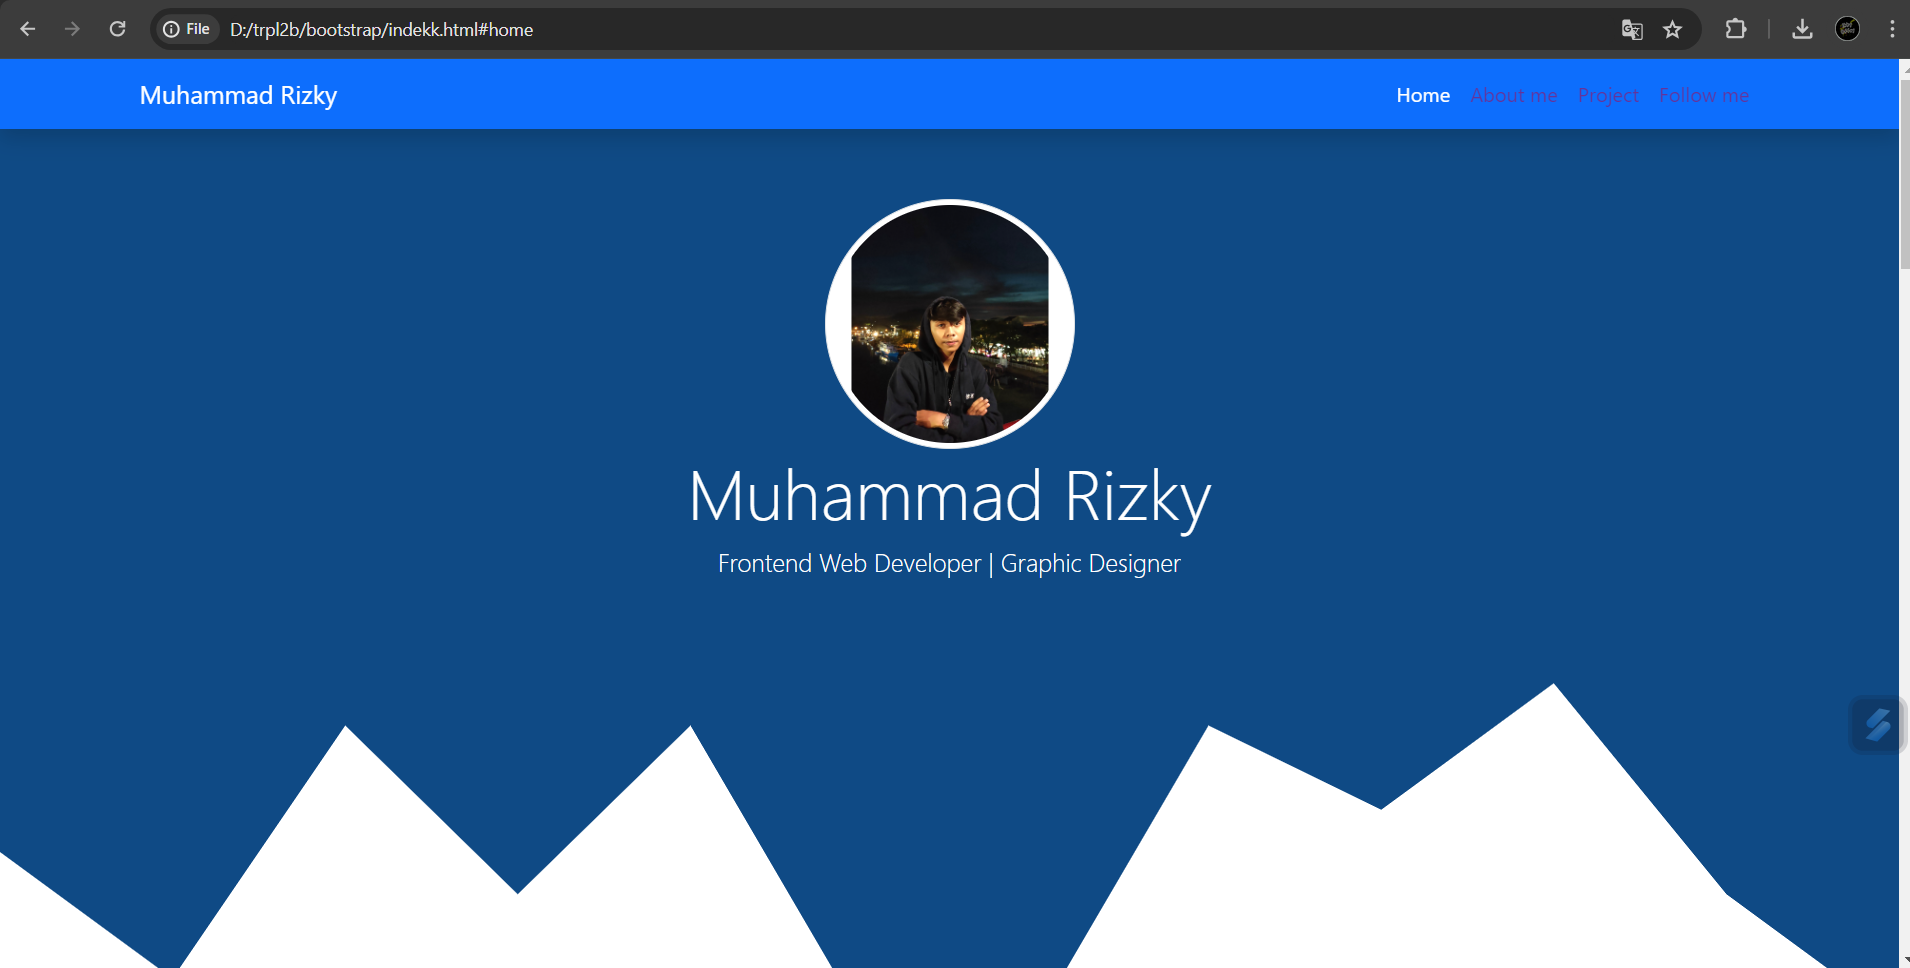 File D:/trpl2b/bootstrap/indekk.html#home
Muhammad Rizky Home About me Project Follow me
Muhammad Rizky
Frontend Web Developer | Graphic Designer